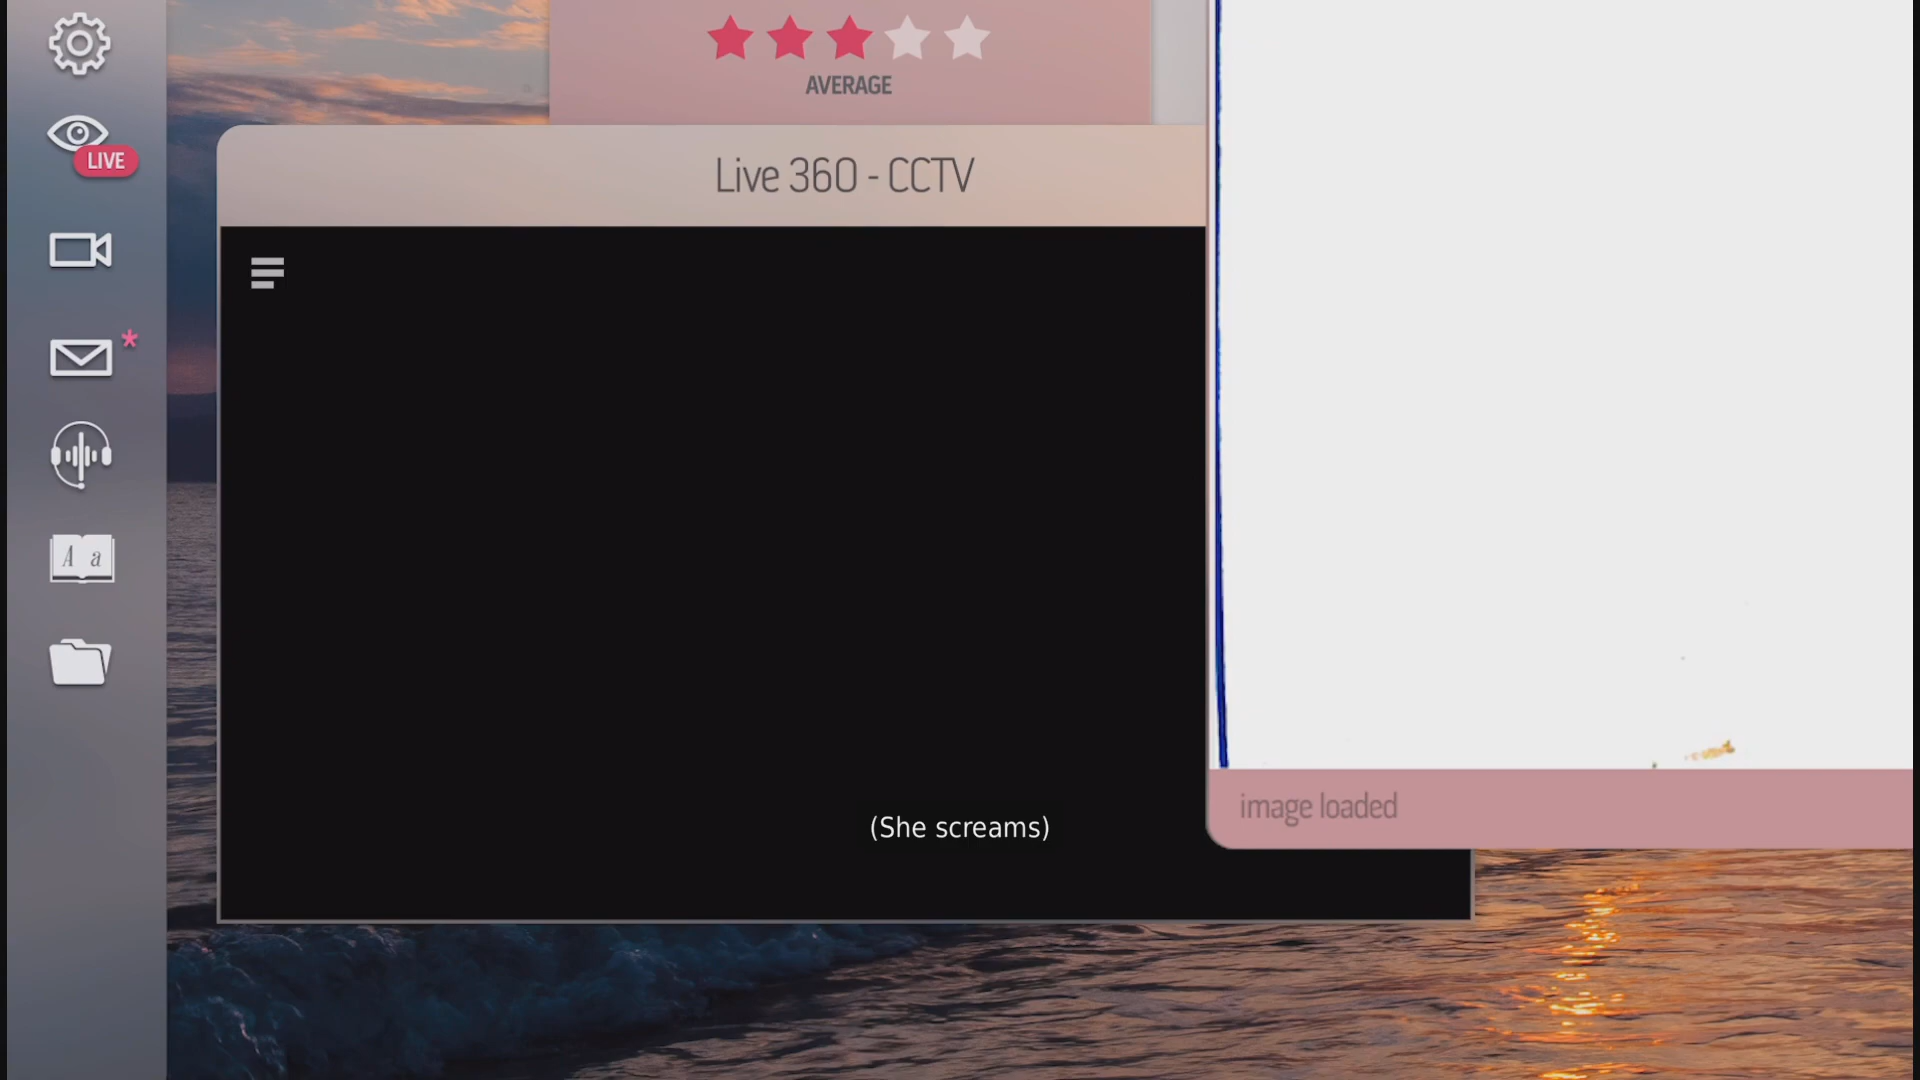 AVERAGE
LIVE
Live 360 - CCTV
A a
(She screams)
image loaded